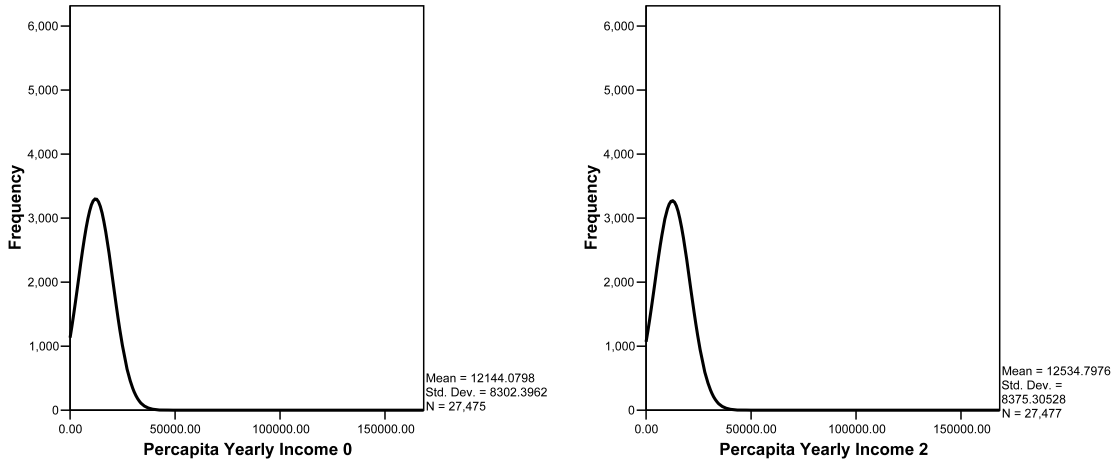 6,000
5,000
4,000
3,000
2,000
1,000
0
Frequency
0.00 50000.00 100000.00 150000.00
Percapita Yearly Income 0
Mean = 12144.0798
Std. Dev. = 8302.3962
N = 27,475
6,000
5,000
4,000
3,000
2,000
1,000
0
Frequency
0.00 50000.00 100000.00 150000.00
Percapita Yearly Income 2
Mean = 12534.7976
Std. Dev. =
8375.30528
N = 27,477